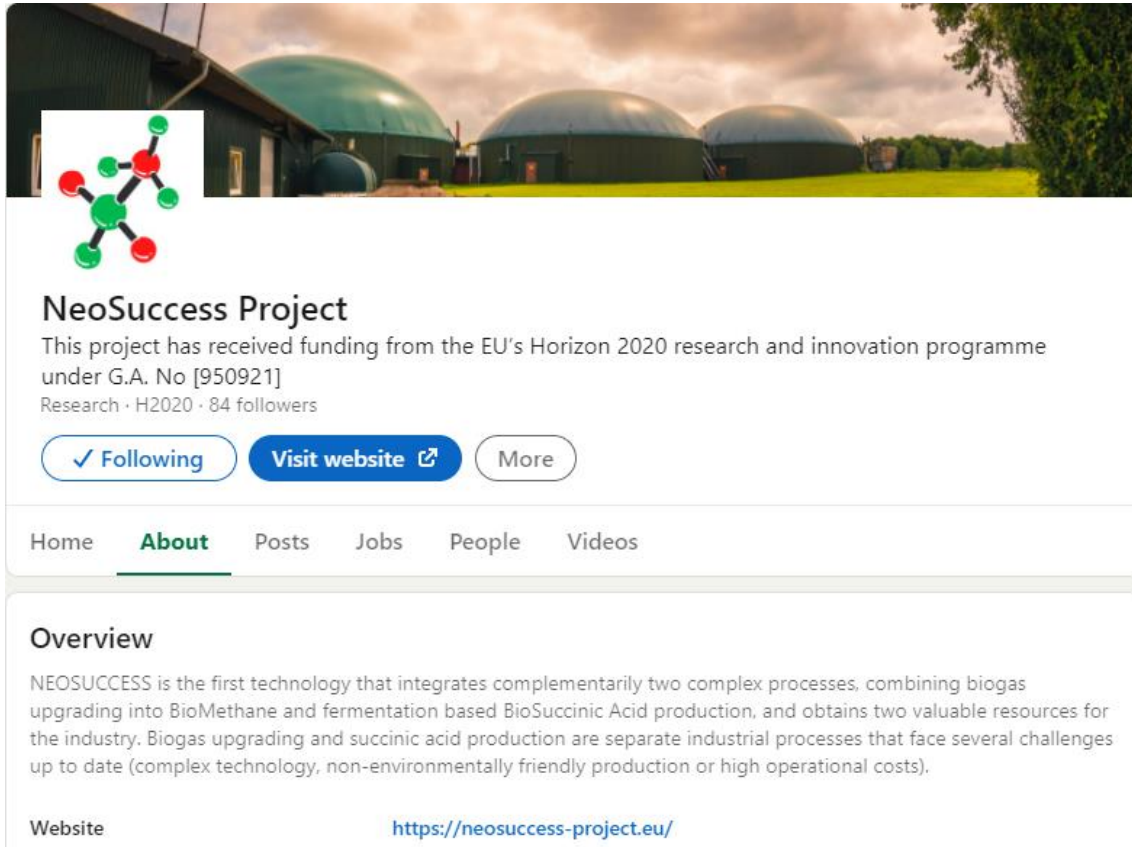 NeoSuccess Project
This project has received funding from the EU's Horizon 2020 research and innovation programme
under G.A. No [950921]
Research · H2020 · 84 followers
✓ Following
Visit website
More
Home
About
Posts
Jobs
People
Videos
Overview
NEOSUCCESS is the first technology that integrates complementarily two complex processes, combining biogas
upgrading into BioMethane and fermentation based BioSuccinic Acid production, and obtains two valuable resources for
the industry. Biogas upgrading and succinic acid production are separate industrial processes that face several challenges
up to date (complex technology, non-environmentally friendly production or high operational costs).
Website
https://neosuccess-project.eu/